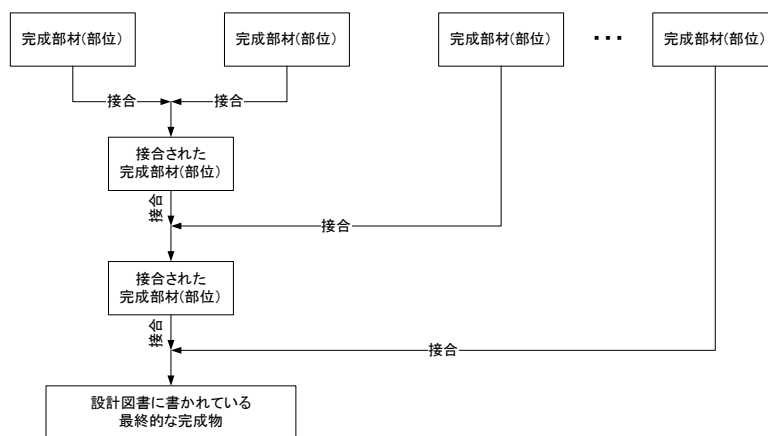 完成部材(部位)
完成部材(部位)
完成部材(部位)
･･･
完成部材(部位)
接合
接合
接合された
完成部材(部位)
接合
接合
接合された
完成部材(部位)
接合
接合
設計図書に書かれている
最終的な完成物